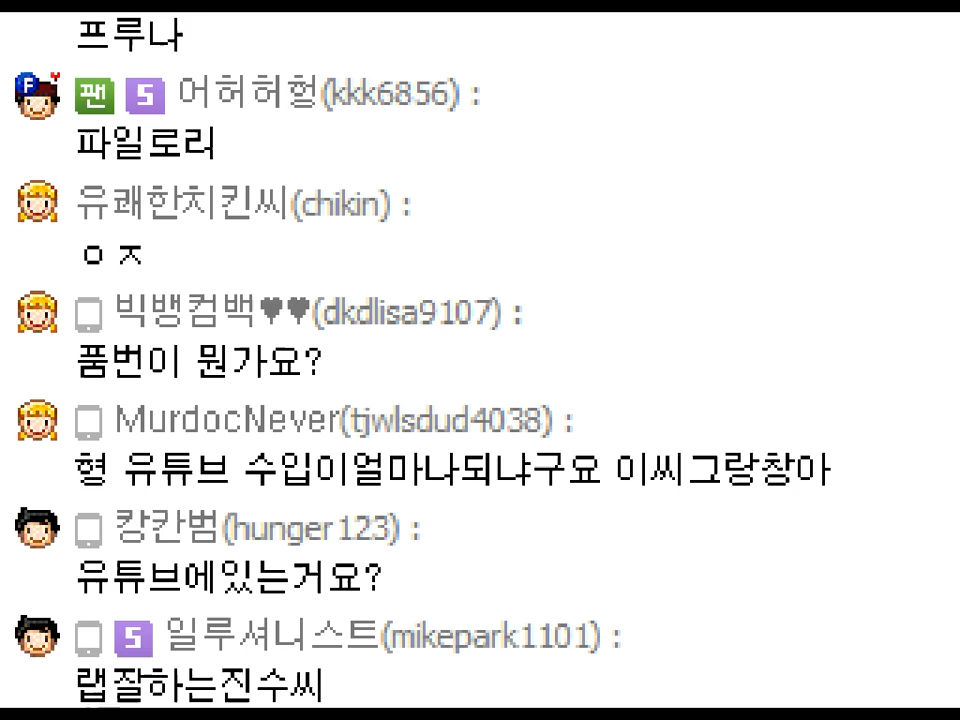 프루나
팬 S 어허허헐(kkk6856) :
파일로리
유쾌한치킨씨(chikin) :
ㅇㅈ
빅뱅컴백♥♥(dkdlisa9107) :
품번이 뭔가요?
MurdocNever(tjwlsdud4038) :
형 유튜브 수입이얼마나되냐구요 이씨그랑창아
캉칸범(hunger123) :
유튜브에있는거요?
S 일루셔니스트(mikepark1101) :
랩잘하는진수씨